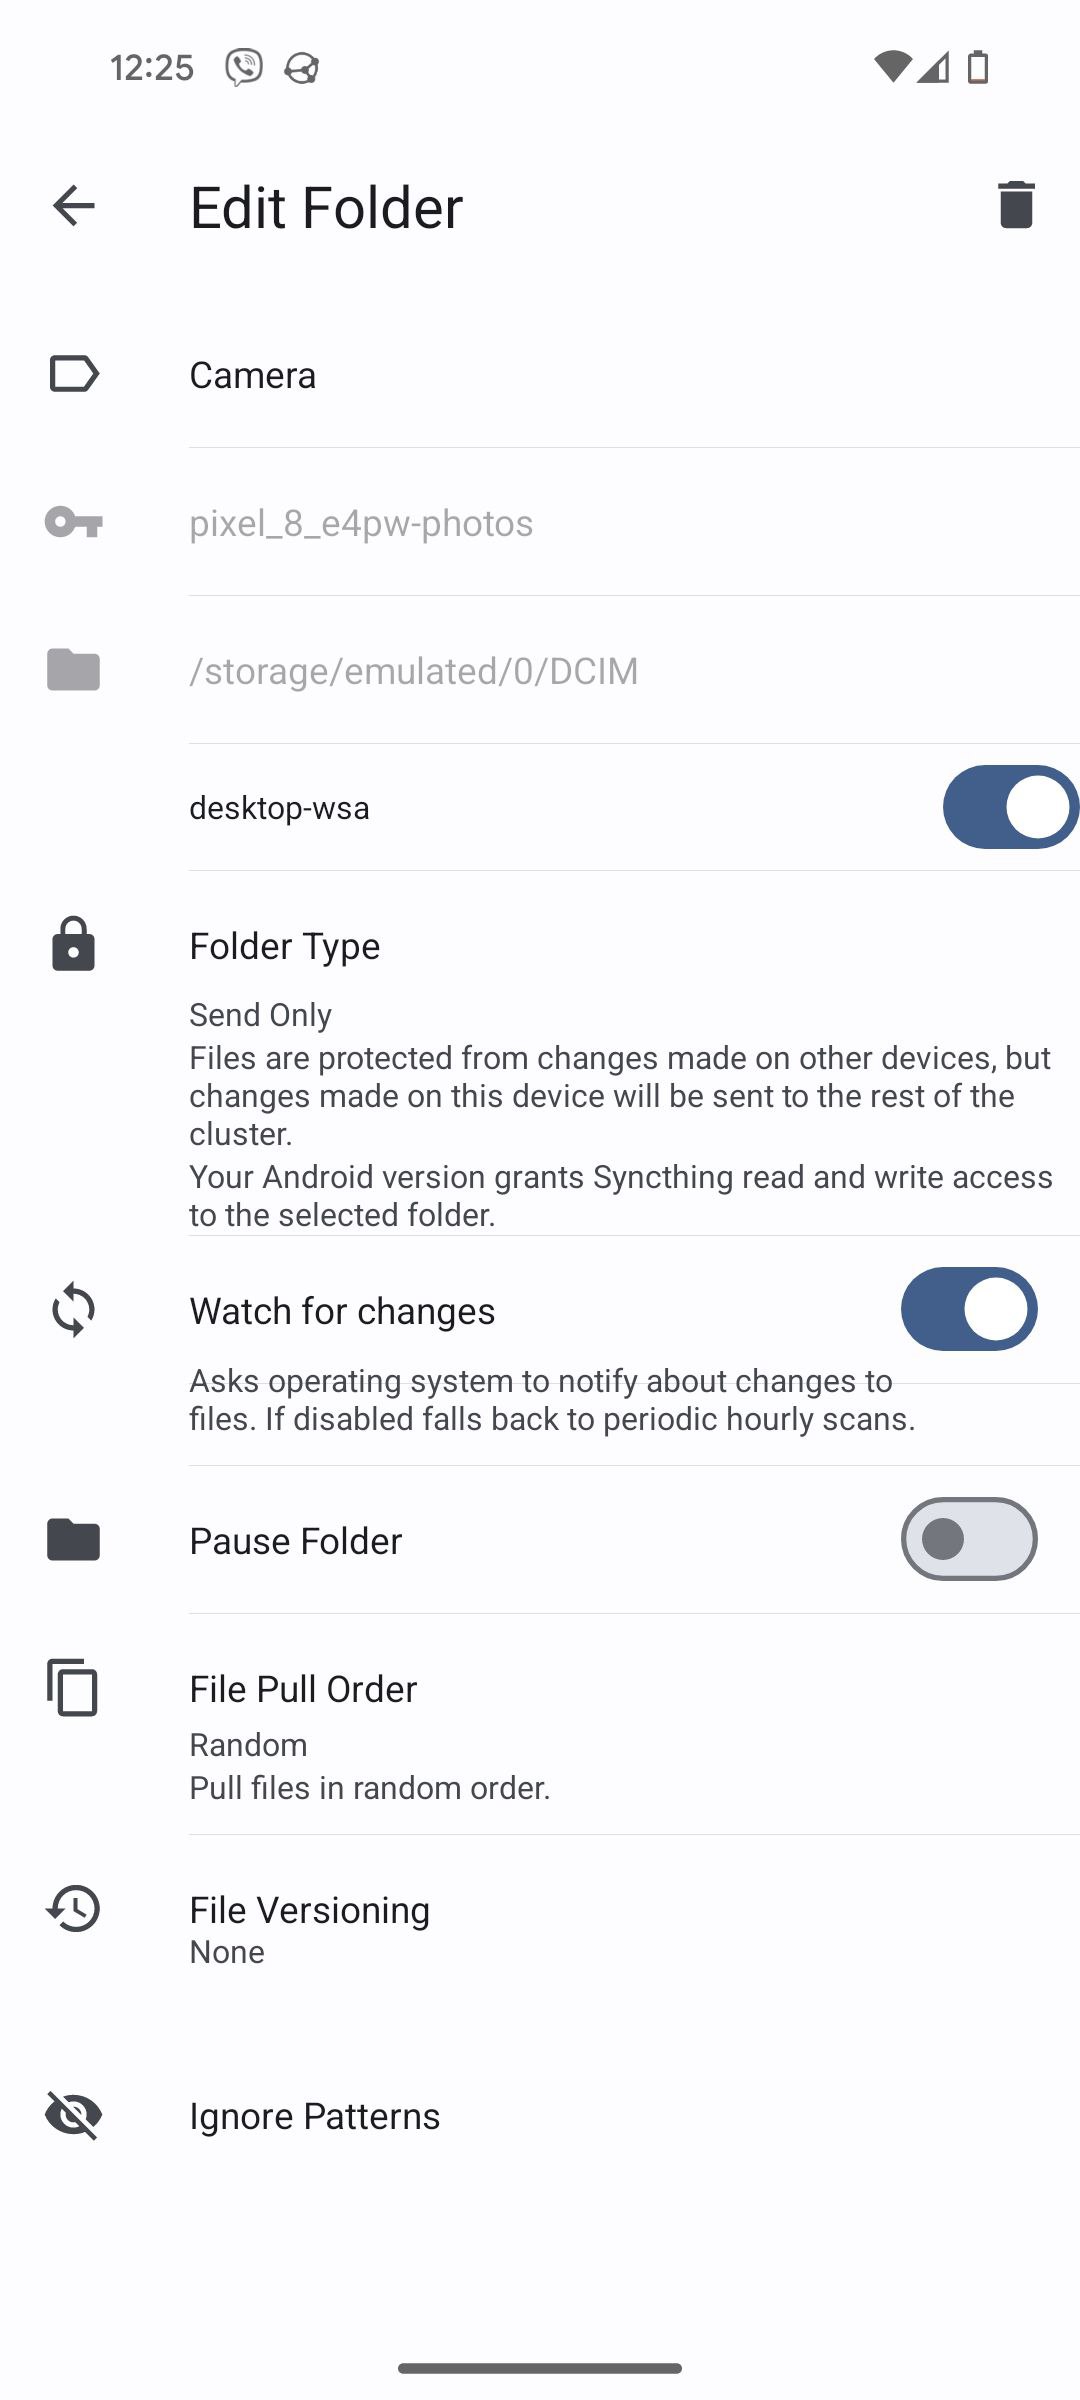 12:25
Edit Folder
Camera
pixel_8_e4pw-photos
/storage/emulated/0/DCIM
desktop-wsa
Folder Type
Send Only
Files are protected from changes made on other devices, but
changes made on this device will be sent to the rest of the
cluster.
Your Android version grants Syncthing read and write access
to the selected folder.
Watch for changes
Asks operating system to notify about changes to
files. If disabled falls back to periodic hourly scans.
Pause Folder
File Pull Order
Random
Pull files in random order.
File Versioning
None
Ignore Patterns